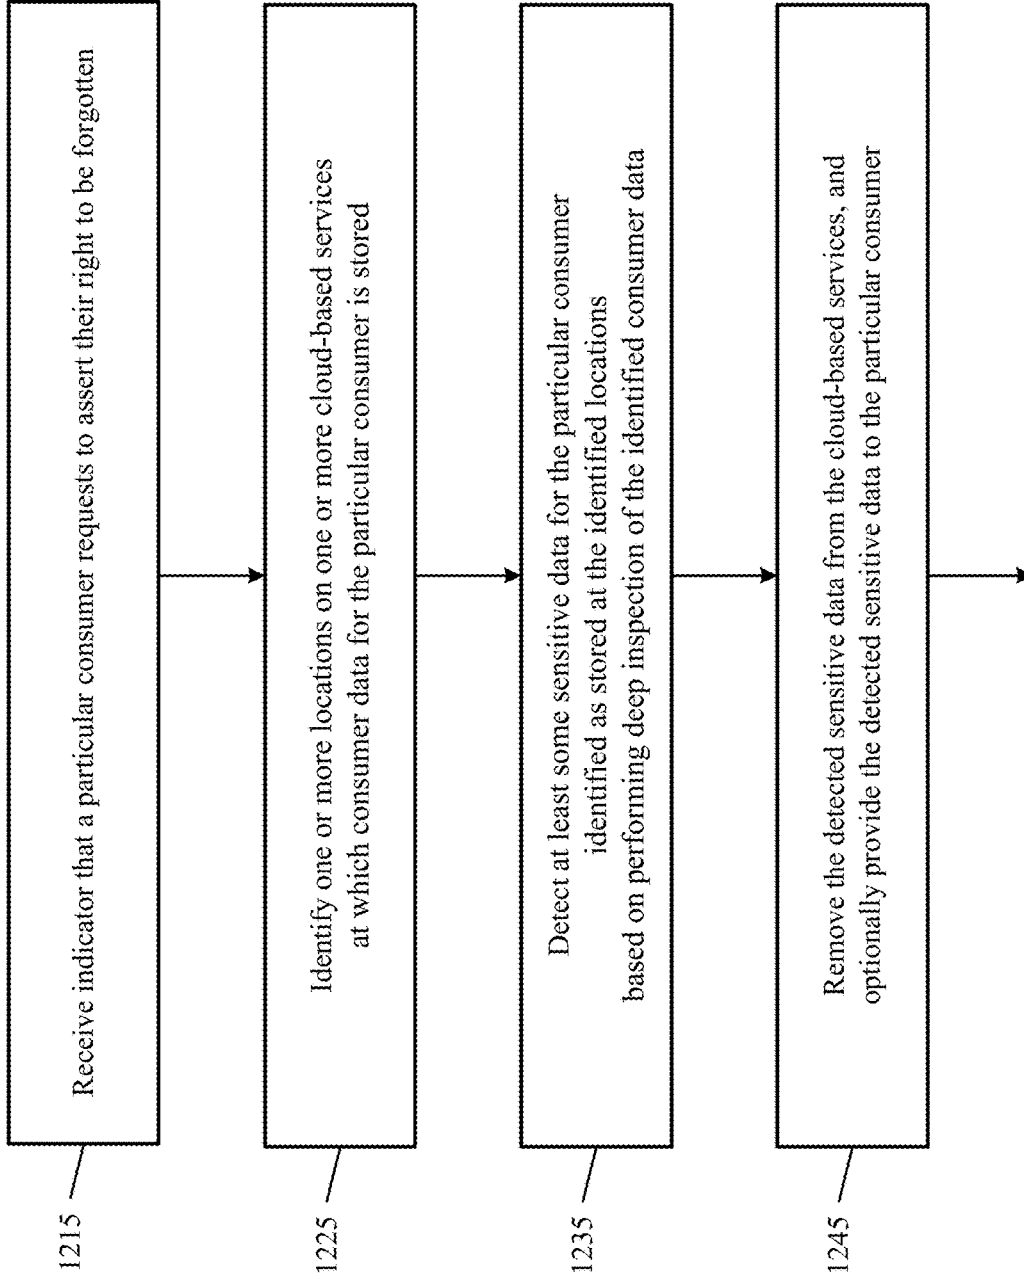 Receive indicator that a particular consumer requests to assert their right to be forgotten
1215
Identify one or more locations on one or more cloud-based services
at which consumer data for the particular consumer is stored
1225
Detect at least some sensitive data for the particular consumer
identified as stored at the identified locations
based on performing deep inspection of the identified consumer data
1235
Remove the detected sensitive data from the cloud-based services, and
optionally provide the detected sensitive data to the particular consumer
1245